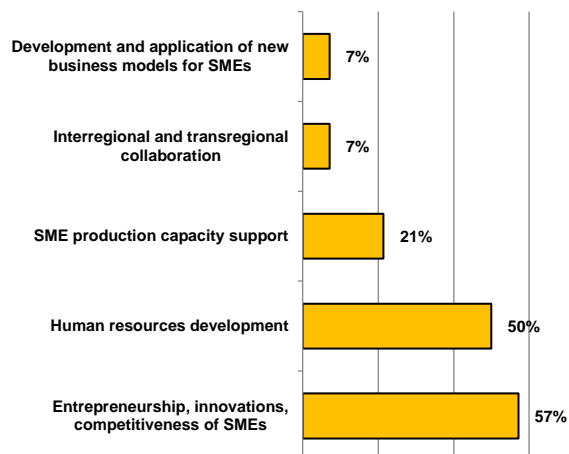 Development and application of new
business models for SMEs
7%
Interregional and transregional
collaboration
7%
SME production capacity support
21%
Human resources development
50%
Entrepreneurship, innovations,
competitiveness of SMEs
57%